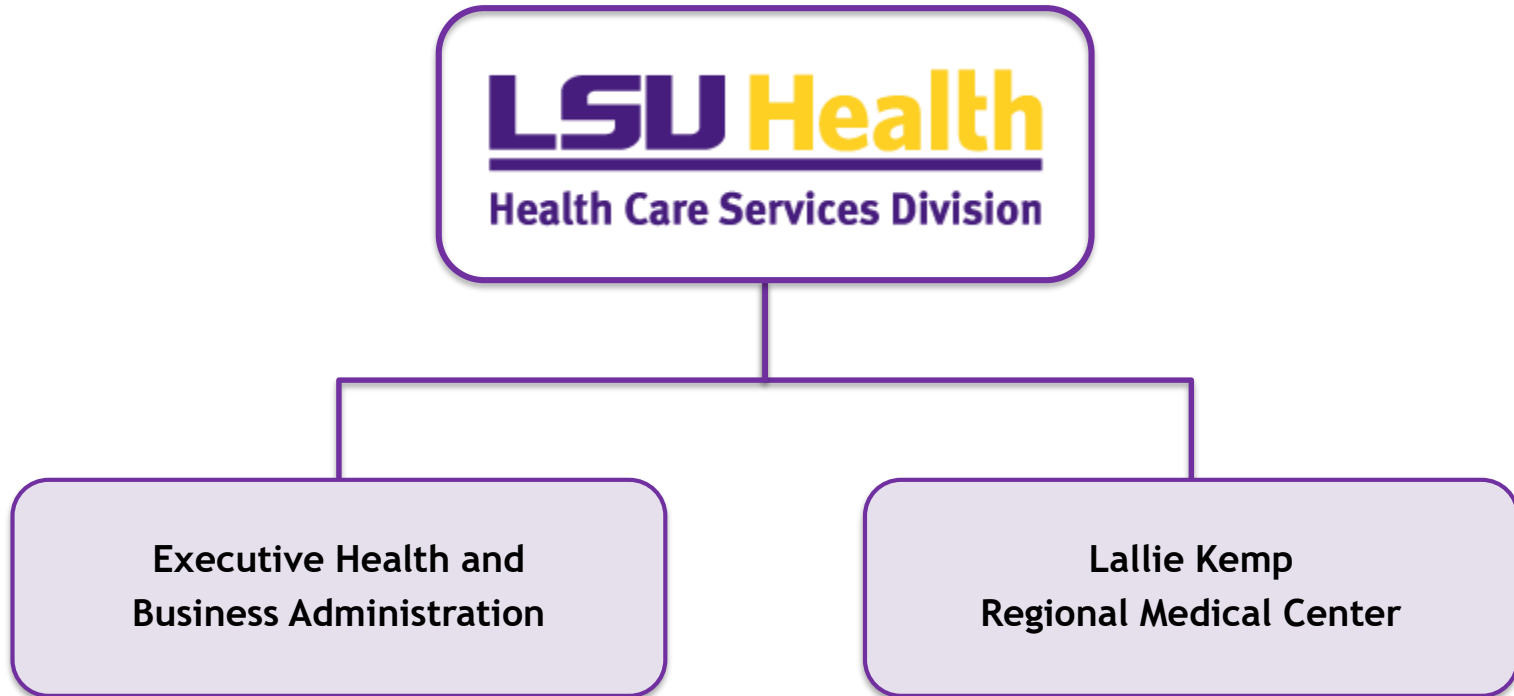 LSU Health
Health Care Services Division
Executive Health and
Business Administration
Lallie Kemp
Regional Medical Center